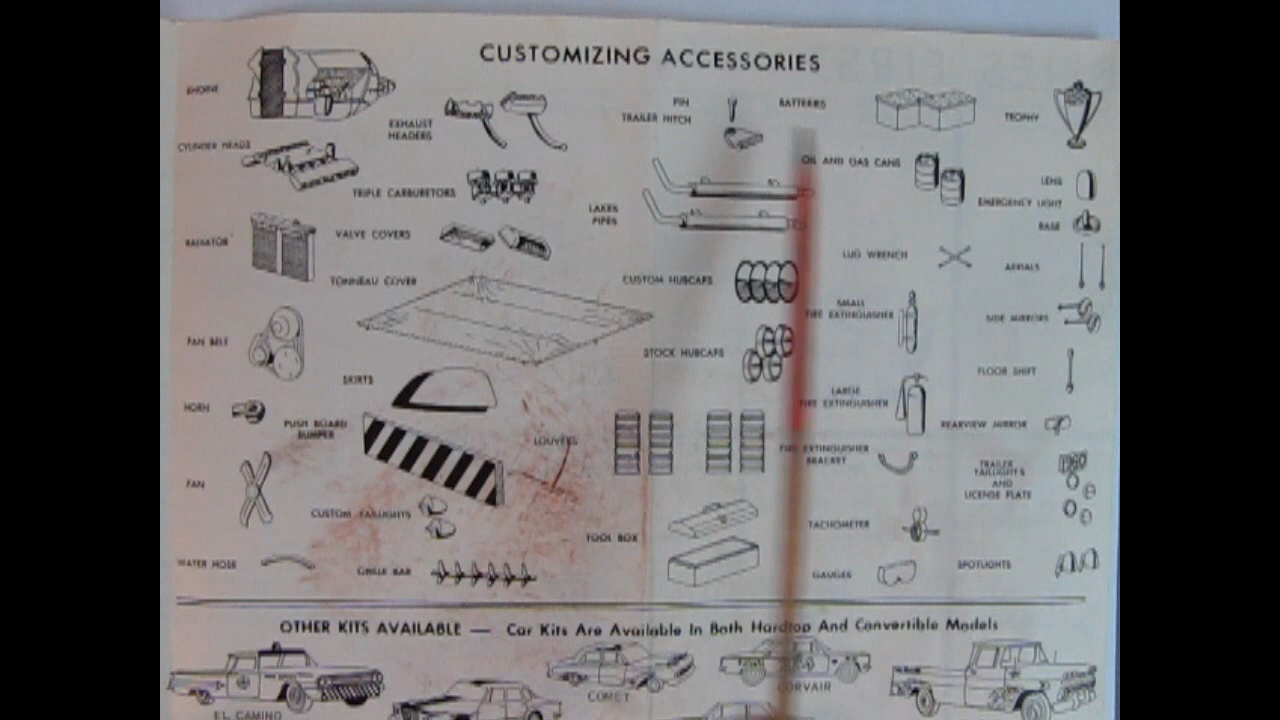 CUSTOMIZING ACCESSORIES
ENGINE
EXHAUST
HEADERS
CYLINDER HEADS
TRIPLE CARBURETORS
RADIATOR
VALVE COVERS
TONNEAU COVER
FAN BELT
SKIRTS
HORN
PUSH BOARD
BUMPER
LOUVERS
FAN
CUSTOM TAILLIGHTS
WATER HOSE
GRILLE BAR
TOOL BOX
PIN
TRAILER HITCH
LAKES
PIPES
CUSTOM HUBCAPS
STOCK HUBCAPS
BATTERIES
OIL AND GAS CANS
LUG WRENCH
SMALL
FIRE EXTINGUISHER
LARGE
FIRE EXTINGUISHER
FIRE EXTINGUISHER
BRACKET
TACHOMETER
GAUGES
TROPHY
LENS
EMERGENCY LIGHT
BASE
AERIALS
SIDE MIRRORS
FLOOR SHIFT
REARVIEW MIRROR
TRAILER
TAILLIGHTS
AND
LICENSE PLATE
SPOTLIGHTS
OTHER KITS AVAILABLE — Car Kits Are Available In Both Hardtop And Convertible Models
EL CAMINO
COMET
CORVAIR